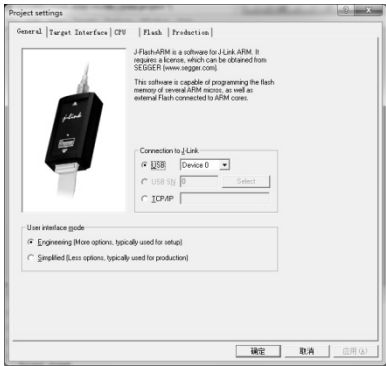 Project settings
General Target Interface CPU Flash Production
J-Flash-ARM is a software for J-Link ARM. It
requires a license, which can be obtained from
SEGGER (www.segger.com).
This software is capable of programming the flash
memory of several ARM micros, as well as
external Flash connected to ARM cores.
J-Link
Connection to J-Link
USB Device 0
USB SN 0 Select
TCP/IP
User interface mode
Engineering (More options, typically used for setup)
Simplified (Less options, typically used for production)
确定 取消 应用(A)